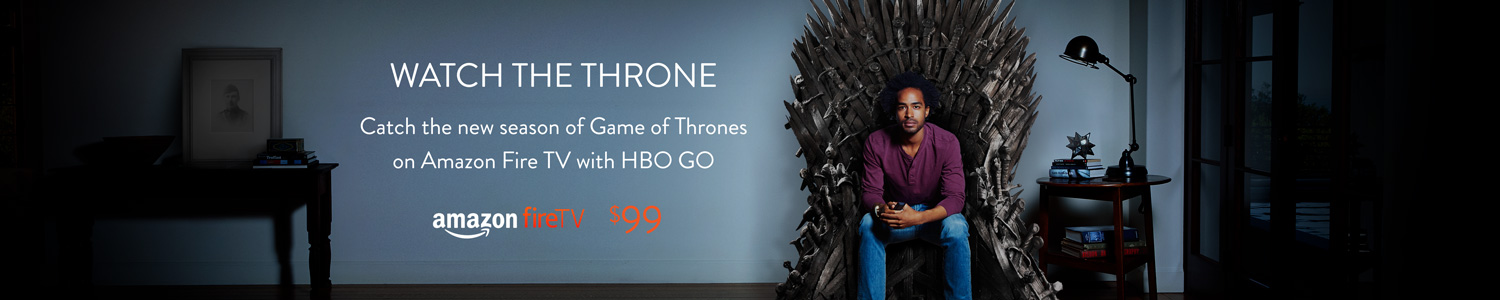 WATCH THE THRONE
Catch the new season of Game of Thrones
on Amazon Fire TV with HBO GO
amazon fireTV $99